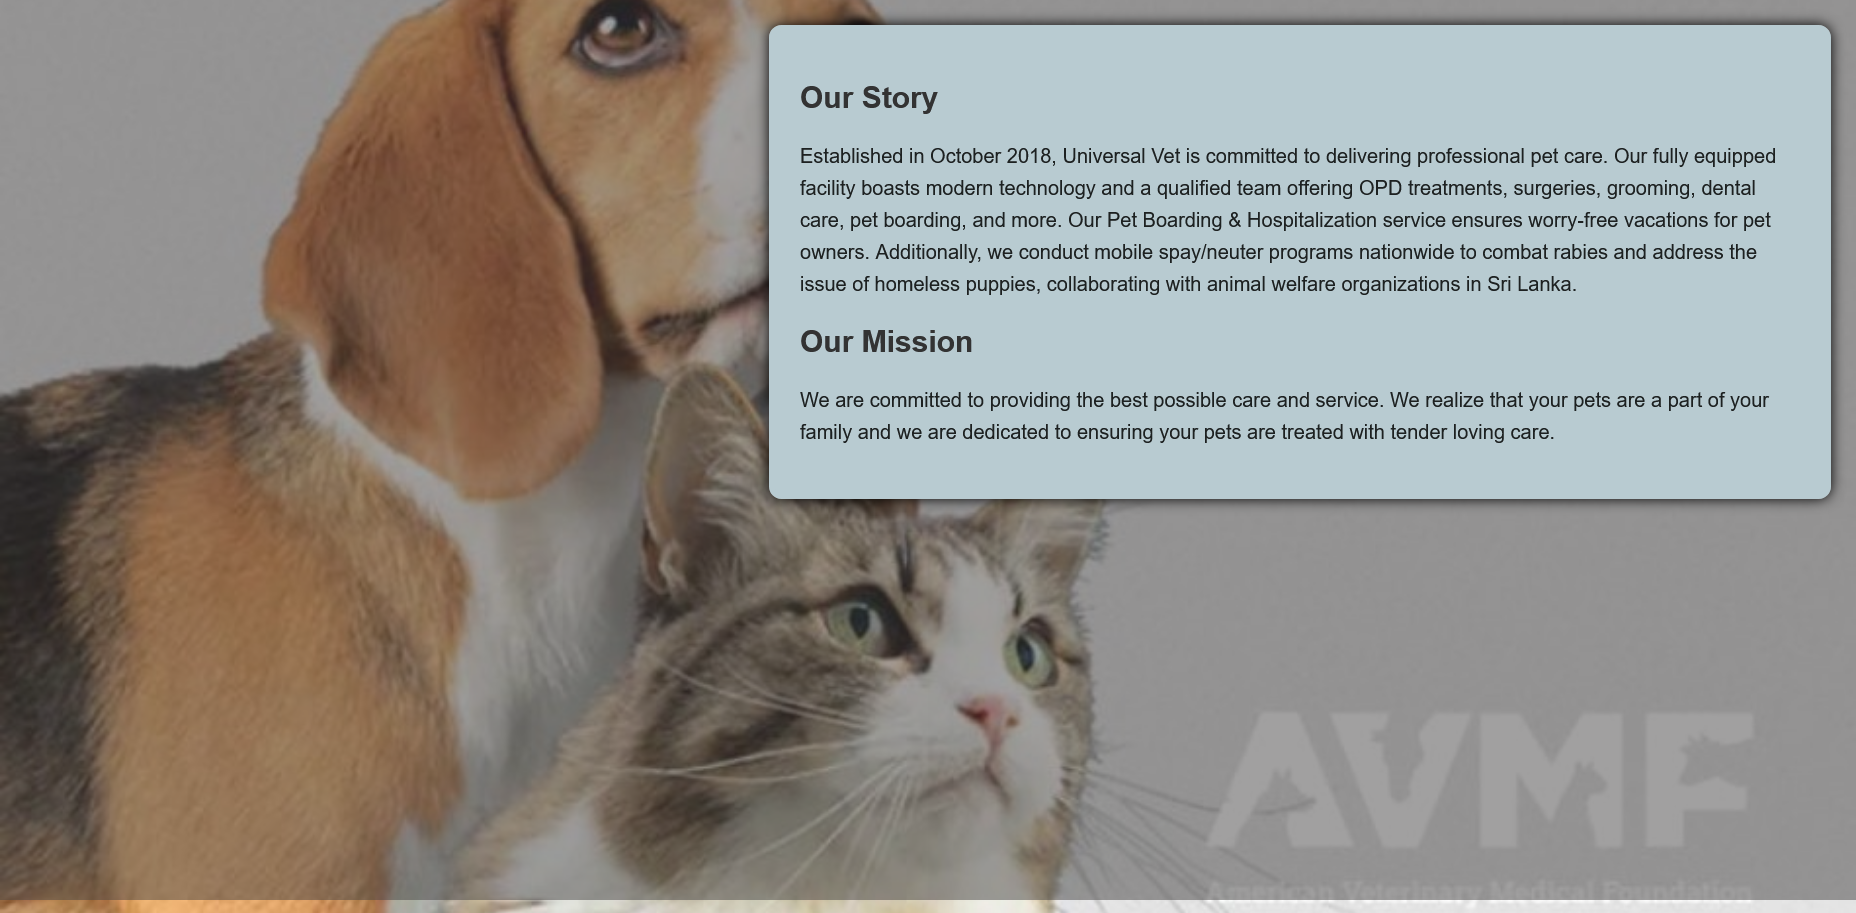 Our Story
Established in October 2018, Universal Vet is committed to delivering professional pet care. Our fully equipped
facility boasts modern technology and a qualified team offering OPD treatments, surgeries, grooming, dental
care, pet boarding, and more. Our Pet Boarding & Hospitalization service ensures worry-free vacations for pet
owners. Additionally, we conduct mobile spay/neuter programs nationwide to combat rabies and address the
issue of homeless puppies, collaborating with animal welfare organizations in Sri Lanka.
Our Mission
We are committed to providing the best possible care and service. We realize that your pets are a part of your
family and we are dedicated to ensuring your pets are treated with tender loving care.
AVMF
American Veterinary Medical Foundation